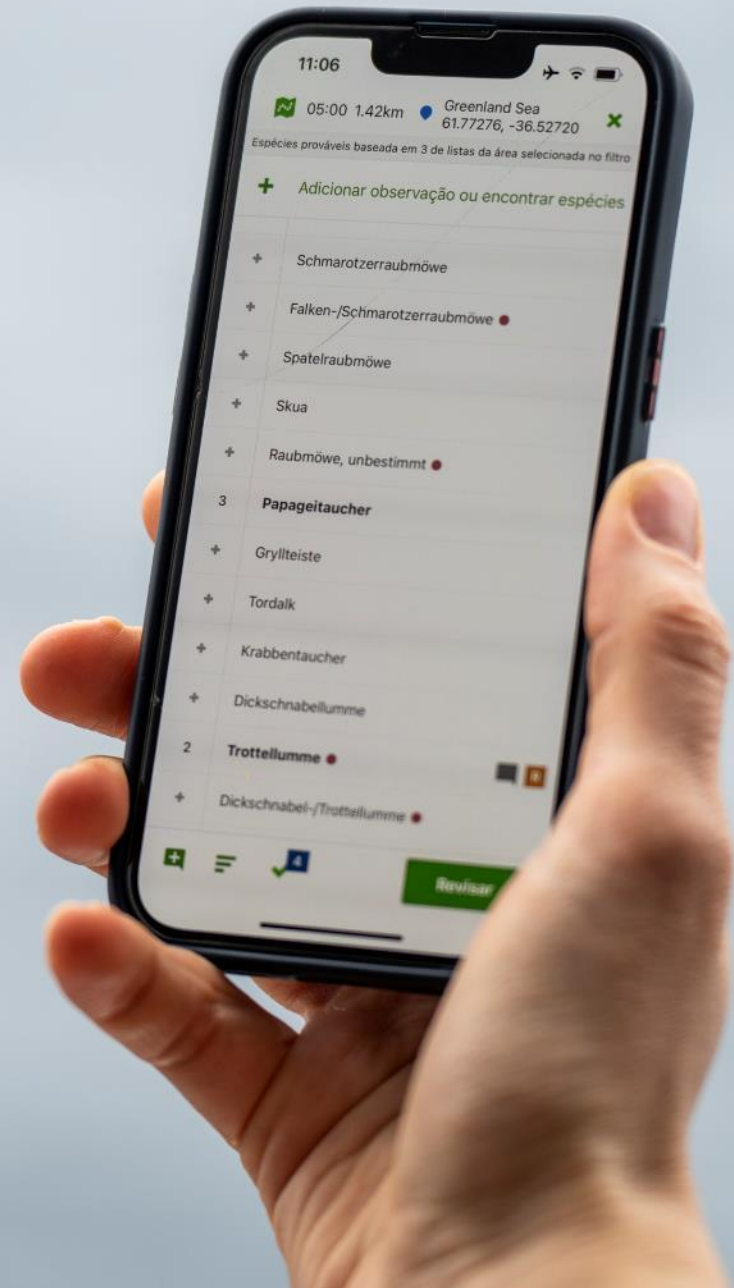 11:06
05:00 1.42km Greenland Sea
61.77276, -36.52720
Espécies prováveis baseada em 3 de listas da área selecionada no filtro
+ Adicionar observação ou encontrar espécies
+ Schmarotzerraubmöwe
+ Falken-/Schmarotzerraubmöwe
+ Spatelraubmöwe
+ Skua
+ Raubmöwe, unbestimmt
3 Papageitaucher
+ Gryllteiste
+ Tordalk
+ Krabbentaucher
+ Dickschnabellumme
2 Trottellumme
+ Dickschnabel-/Trottellumme
4 Revisar